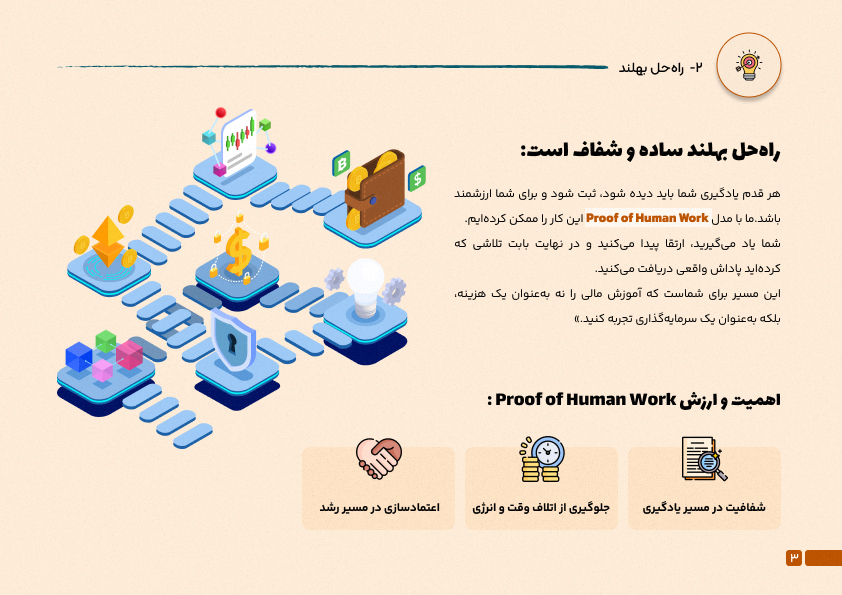 ۲- راه‌حل بهلند
راه‌حل بهلند ساده و شفاف است:
هر قدم یادگیری شما باید دیده شود، ثبت شود و برای شما ارزشمند
باشد.ما با مدل Proof of Human Work این کار را ممکن کرده‌ایم.
شما یاد می‌گیرید، ارتقا پیدا می‌کنید و در نهایت بابت تلاشی که
کرده‌اید پاداش واقعی دریافت می‌کنید.
این مسیر برای شماست که آموزش مالی را نه به‌عنوان یک هزینه،
بلکه به‌عنوان یک سرمایه‌گذاری تجربه کنید.»
اهمیت و ارزش Proof of Human Work :
شفافیت در مسیر یادگیری
جلوگیری از اتلاف وقت و انرژی
اعتمادسازی در مسیر رشد
۳